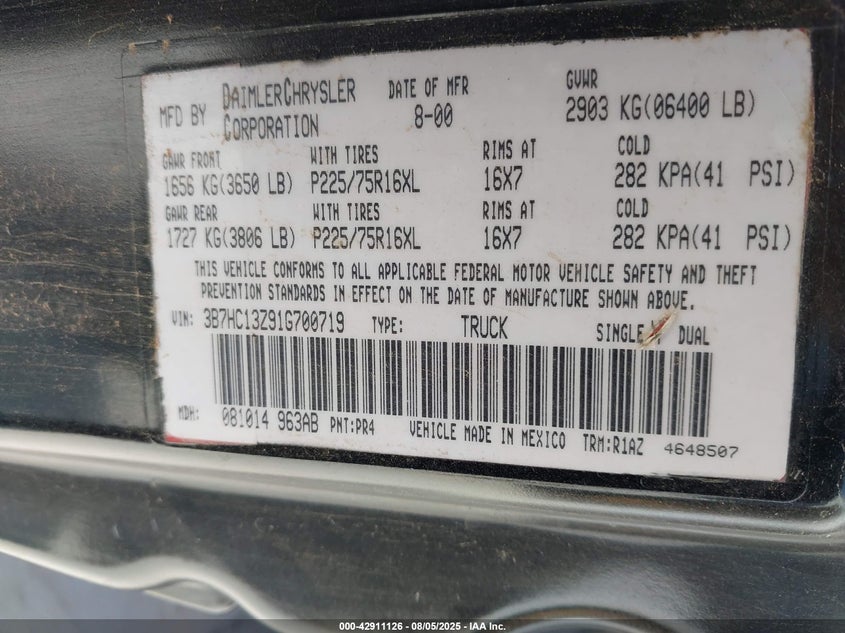 MFD BY DAIMLERCHRYSLER CORPORATION DATE OF MFR 8-00 GVWR 2903 KG(06400 LB)
GAWR FRONT WITH TIRES RIMS AT COLD
1656 KG(3650 LB) P225/75R16XL 16X7 282 KPA(41 PSI)
GAWR REAR WITH TIRES RIMS AT COLD
1727 KG(3806 LB) P225/75R16XL 16X7 282 KPA(41 PSI)
THIS VEHICLE CONFORMS TO ALL APPLICABLE FEDERAL MOTOR VEHICLE SAFETY AND THEFT
PREVENTION STANDARDS IN EFFECT ON THE DATE OF MANUFACTURE SHOWN ABOVE.
VIN: 3B7HC13Z91G700719 TYPE: TRUCK SINGLE DUAL
MDH: 081014 963AB PNT:PR4 VEHICLE MADE IN MEXICO TRM:R1AZ 4648507
000-42911126 - 08/05/2025 - IAA Inc.